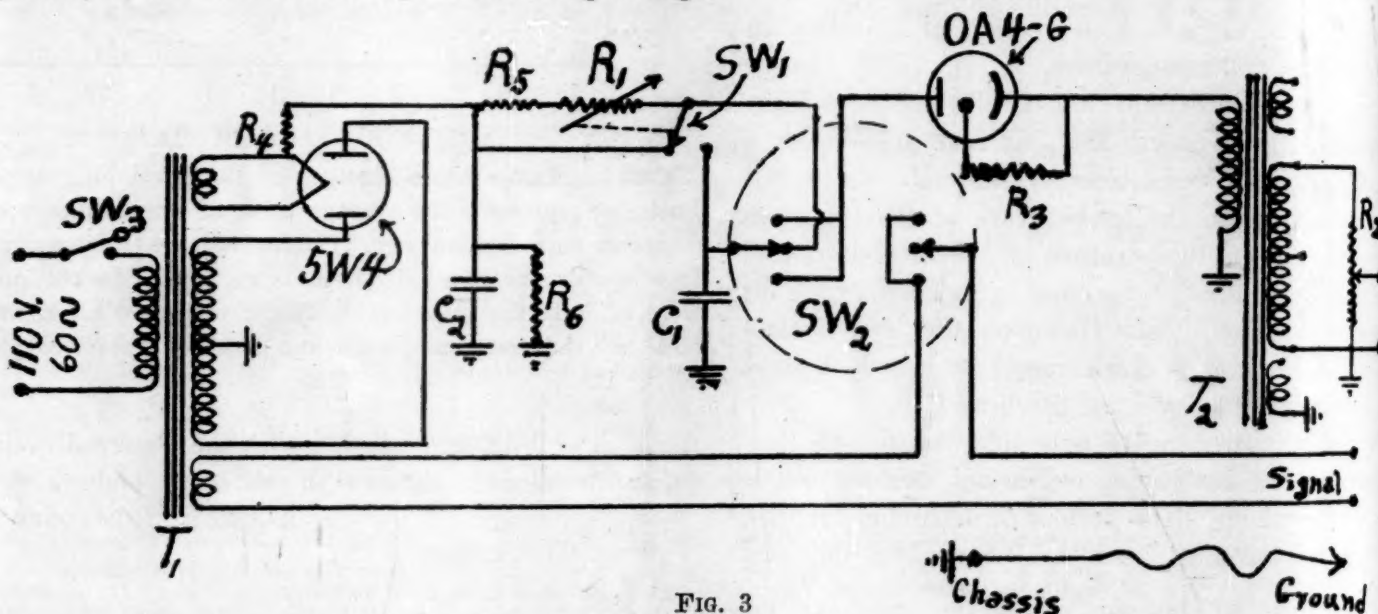 OA4-G
R5
R1
SW1
R4
SW3
5W4
R3
R2
110 V.
60~
C2
R6
C1
SW2
T2
Signal
T1
Chassis
Ground
FIG. 3